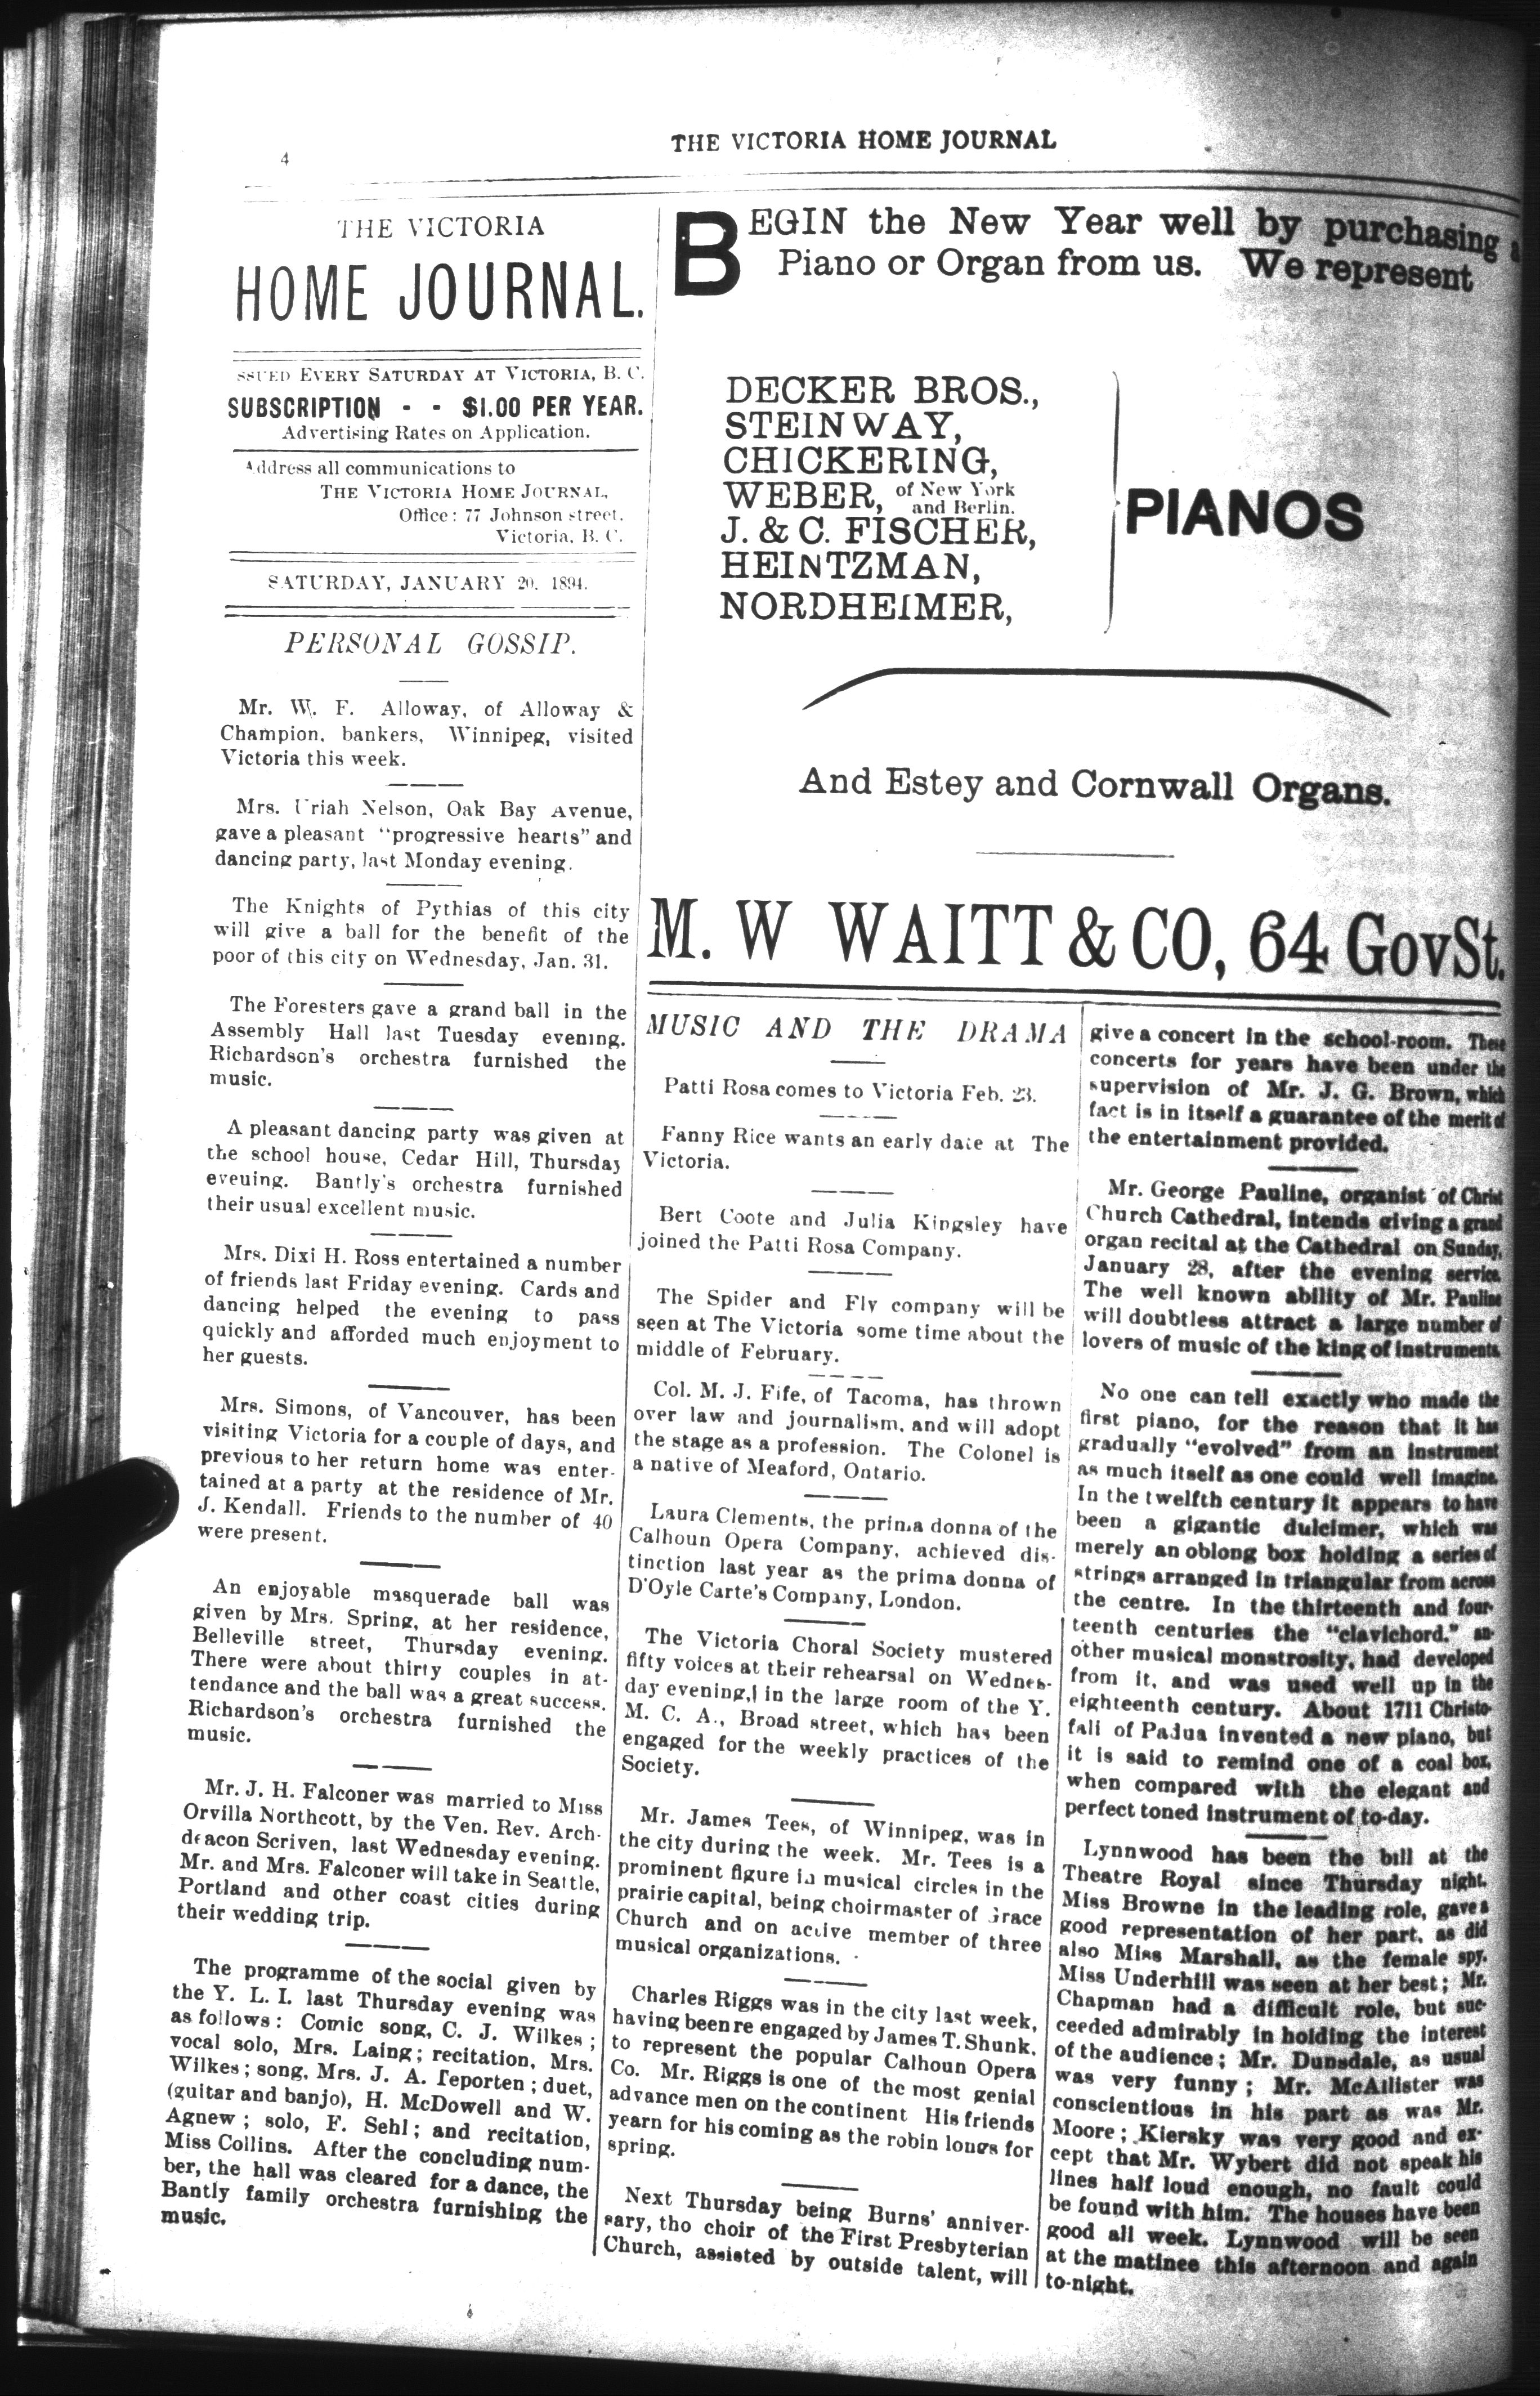 4
THE VICTORIA HOME JOURNAL
THE VICTORIA
HOME JOURNAL.
SSUED EVERY SATURDAY AT VICTORIA, B. C.
SUBSCRIPTION - - $1.00 PER YEAR.
Advertising Rates on Application.
Address all communications to
THE VICTORIA HOME JOURNAL,
Office: 77 Johnson street.
Victoria, B. C.
SATURDAY, JANUARY 20, 1894.
PERSONAL GOSSIP.
Mr. W. F. Alloway, of Alloway &
Champion, bankers, Winnipeg, visited
Victoria this week.
Mrs. Uriah Nelson, Oak Bay Avenue,
gave a pleasant "progressive hearts" and
dancing party, last Monday evening.
The Knights of Pythias of this city
will give a ball for the benefit of the
poor of this city on Wednesday, Jan. 31.
The Foresters gave a grand ball in the
Assembly Hall last Tuesday evening.
Richardson's orchestra furnished the
music.
A pleasant dancing party was given at
the school house, Cedar Hill, Thursday
eveuing. Bantly's orchestra furnished
their usual excellent music.
Mrs. Dixi H. Ross entertained a number
of friends last Friday evening. Cards and
dancing helped the evening to pass
quickly and afforded much enjoyment to
her guests.
Mrs. Simons, of Vancouver, has been
visiting Victoria for a couple of days, and
previous to her return home was enter-
tained at a party at the residence of Mr.
J. Kendall. Friends to the number of 40
were present.
An enjoyable masquerade ball was
given by Mrs. Spring, at her residence,
Belleville street, Thursday evening.
There were about thirty couples in at-
tendance and the ball was a great success.
Richardson's orchestra furnished the
music.
Mr. J. H. Falconer was married to Miss
Orvilla Northcott, by the Ven. Rev. Arch-
deacon Scriven, last Wednesday evening.
Mr. and Mrs. Falconer will take in Seattle,
Portland and other coast cities during
their wedding trip.
The programme of the social given by
the Y. L. I. last Thursday evening was
as follows: Comic song, C. J. Wilkes;
vocal solo, Mrs. Laing; recitation, Mrs.
Wilkes; song, Mrs. J. A. Teporten; duet,
(guitar and banjo), H. McDowell and W.
Agnew; solo, F. Sehl; and recitation,
Miss Collins. After the concluding num-
ber, the hall was cleared for a dance, the
Bantly family orchestra furnishing the
music.
BEGIN the New Year well by purchasing a
Piano or Organ from us. We represent
DECKER BROS.,
STEINWAY,
CHICKERING,
WEBER, of New York
and Berlin.
J. & C. FISCHER,
HEINTZMAN,
NORDHEIMER,
PIANOS
And Estey and Cornwall Organs.
M. W WAITT & CO, 64 GovSt.
MUSIC AND THE DRAMA
Patti Rosa comes to Victoria Feb. 23.
Fanny Rice wants an early date at The
Victoria.
Bert Coote and Julia Kingsley have
joined the Patti Rosa Company.
The Spider and Fly company will be
seen at The Victoria some time about the
middle of February.
Col. M. J. Fife, of Tacoma, has thrown
over law and journalism, and will adopt
the stage as a profession. The Colonel is
a native of Meaford, Ontario.
Laura Clements, the prima donna of the
Calhoun Opera Company, achieved dis-
tinction last year as the prima donna of
D'Oyle Carte's Company, London.
The Victoria Choral Society mustered
fifty voices at their rehearsal on Wednes-
day evening, in the large room of the Y.
M. C. A., Broad street, which has been
engaged for the weekly practices of the
Society.
Mr. James Tees, of Winnipeg, was in
the city during the week. Mr. Tees is a
prominent figure in musical circles in the
prairie capital, being choirmaster of Grace
Church and on active member of three
musical organizations.
Charles Riggs was in the city last week,
having been re engaged by James T. Shunk,
to represent the popular Calhoun Opera
Co. Mr. Riggs is one of the most genial
advance men on the continent His friends
yearn for his coming as the robin longs for
spring.
Next Thursday being Burns' anniver-
sary, tho choir of the First Presbyterian
Church, assisted by outside talent, will
give a concert in the school-room. These
concerts for years have been under the
supervision of Mr. J. G. Brown, which
fact is in itself a guarantee of the merit of
the entertainment provided.
Mr. George Pauline, organist of Christ
Church Cathedral, intends giving a grand
organ recital at the Cathedral on Sunday,
January 28, after the evening service.
The well known ability of Mr. Pauline
will doubtless attract a large number of
lovers of music of the king of instruments.
No one can tell exactly who made the
first piano, for the reason that it has
gradually "evolved" from an instrument
as much itself as one could well imagine.
In the twelfth century it appears to have
been a gigantic dulcimer, which was
merely an oblong box holding a series of
strings arranged in triangular from across
the centre. In the thirteenth and four-
teenth centuries the "clavichord." an-
other musical monstrosity, had developed
from it, and was used well up in the
eighteenth century. About 1711 Christo-
fali of Padua invented a new piano, but
it is said to remind one of a coal box,
when compared with the elegant and
perfect toned instrument of to-day.
Lynnwood has been the bill at the
Theatre Royal since Thursday night.
Miss Browne in the leading role, gave a
good representation of her part, as did
also Miss Marshall, as the female spy.
Miss Underhill was seen at her best; Mr.
Chapman had a difficult role, but suc-
ceeded admirably in holding the interest
of the audience; Mr. Dunsdale, as usual
was very funny; Mr. McAllister was
conscientious in his part as was Mr.
Moore; Kiersky was very good and ex-
cept that Mr. Wybert did not speak his
lines half loud enough, no fault could
be found with him. The houses have been
good all week. Lynnwood will be seen
at the matinee this afternoon and again
to-night.